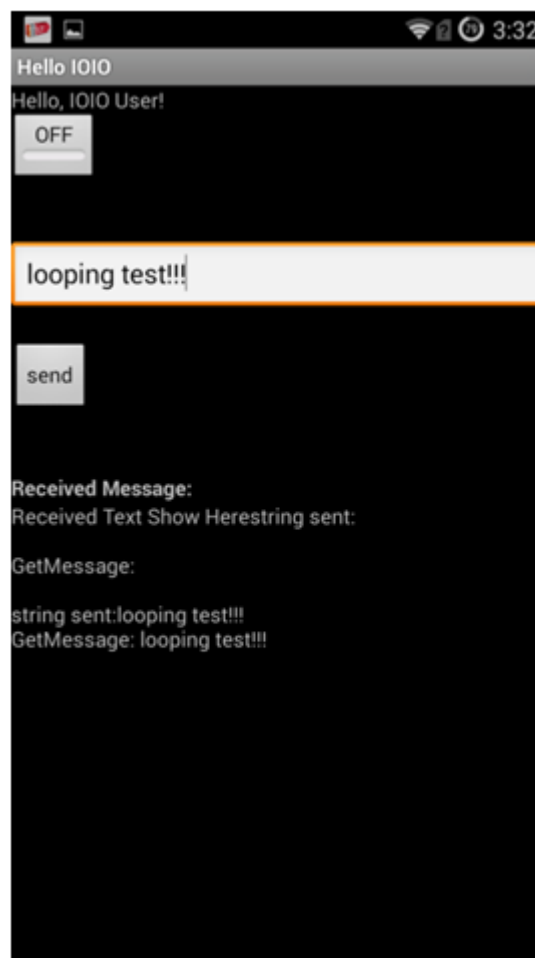 79 3:32
Hello IOIO
Hello, IOIO User!
OFF
looping test!!!
send
Received Message:
Received Text Show Herestring sent:
GetMessage:
string sent:looping test!!!
GetMessage: looping test!!!